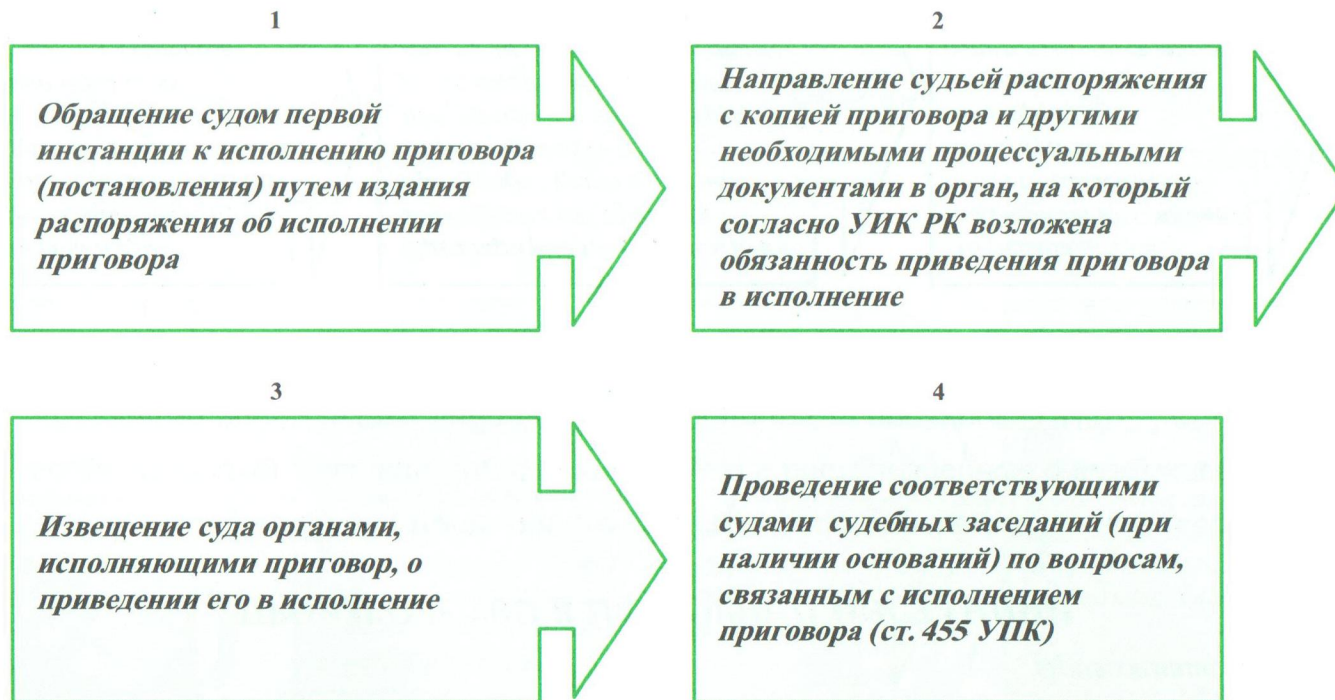 1
Обращение судом первой
инстанции к исполнению приговора
(постановления) путем издания
распоряжения об исполнении
приговора
2
Направление судьей распоряжения
с копией приговора и другими
необходимыми процессуальными
документами в орган, на который
согласно УИК РК возложена
обязанность приведения приговора
в исполнение
3
Извещение суда органами,
исполняющими приговор, о
приведении его в исполнение
4
Проведение соответствующими
судами судебных заседаний (при
наличии оснований) по вопросам,
связанным с исполнением
приговора (ст. 455 УПК)